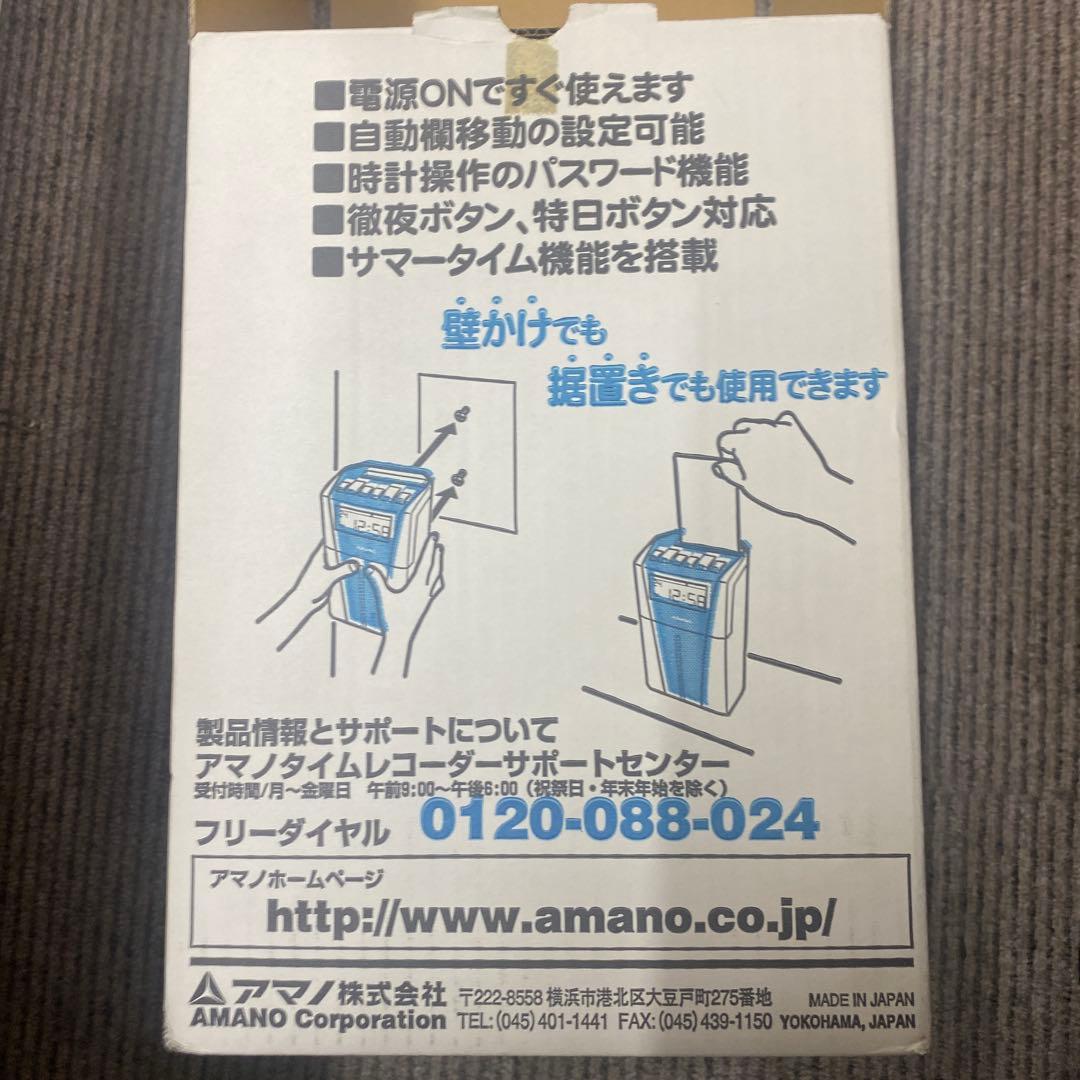 ■電源ONですぐ使えます
■自動欄移動の設定可能
■時計操作のパスワード機能
■徹夜ボタン、特日ボタン対応
■サマータイム機能を搭載
壁かけでも
据置きでも使用できます
12:59
12:59
製品情報とサポートについて
アマノタイムレコーダーサポートセンター
受付時間/月~金曜日 午前9:00~午後6:00(祝祭日・年末年始を除く)
フリーダイヤル 0120-088-024
アマノホームページ
http://www.amano.co.jp/
アマノ株式会社 〒222-8558 横浜市港北区大豆戸町275番地 MADE IN JAPAN
AMANO Corporation TEL:(045)401-1441 FAX:(045)439-1150 YOKOHAMA, JAPAN